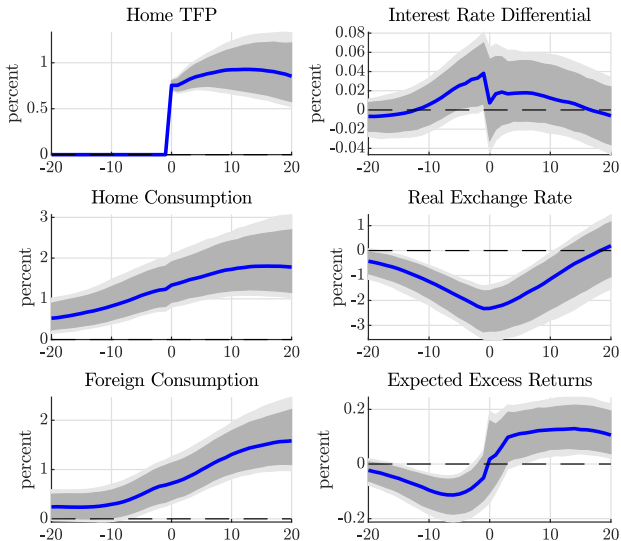 Home TFP
percent
1
0.5
0
-20 -10 0 10 20
Interest Rate Differential
percent
0.08
0.06
0.04
0.02
0
-0.02
-0.04
-20 -10 0 10 20
Home Consumption
percent
3
2
1
0
-20 -10 0 10 20
Real Exchange Rate
percent
1
0
-1
-2
-3
-20 -10 0 10 20
Foreign Consumption
percent
2
1
0
-20 -10 0 10 20
Expected Excess Returns
percent
0.2
0
-0.2
-20 -10 0 10 20